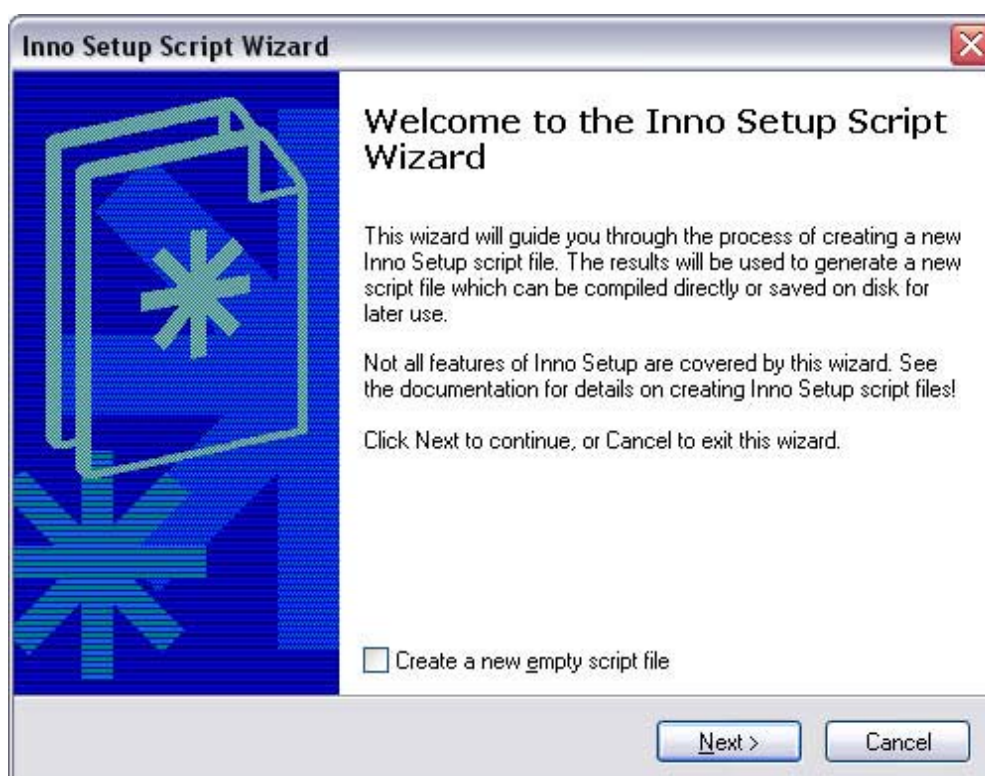 Inno Setup Script Wizard
Welcome to the Inno Setup Script
Wizard
This wizard will guide you through the process of creating a new
Inno Setup script file. The results will be used to generate a new
script file which can be compiled directly or saved on disk for
later use.
Not all features of Inno Setup are covered by this wizard. See
the documentation for details on creating Inno Setup script files!
Click Next to continue, or Cancel to exit this wizard.
Create a new empty script file
Next >
Cancel